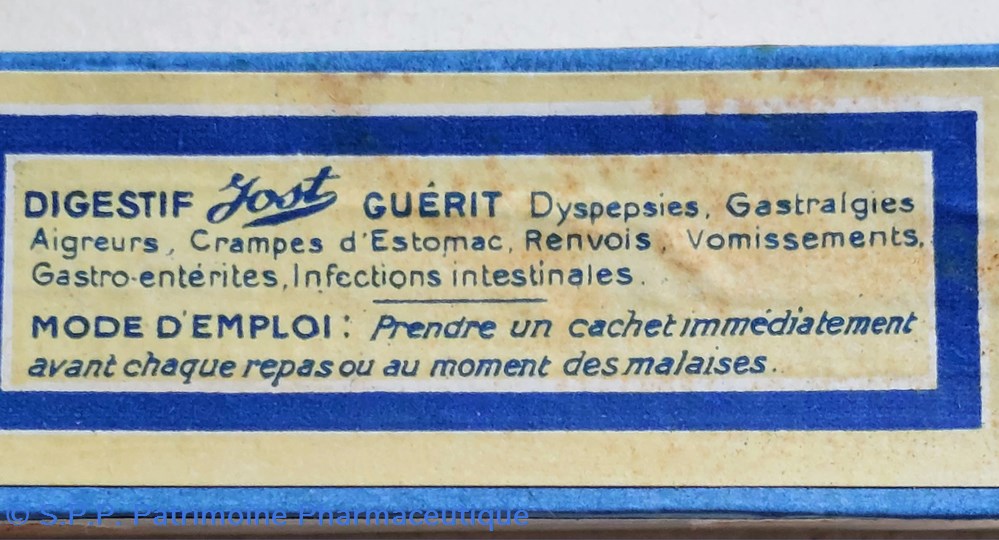 DIGESTIF Jost GUÉRIT Dyspepsies, Gastralgies
Aigreurs, Crampes d'Estomac, Renvois, Vomissements,
Gastro-entérites, Infections intestinales.
MODE D'EMPLOI : Prendre un cachet immédiatement
avant chaque repas ou au moment des malaises.
© S.P.P. Patrimoine Pharmaceutique